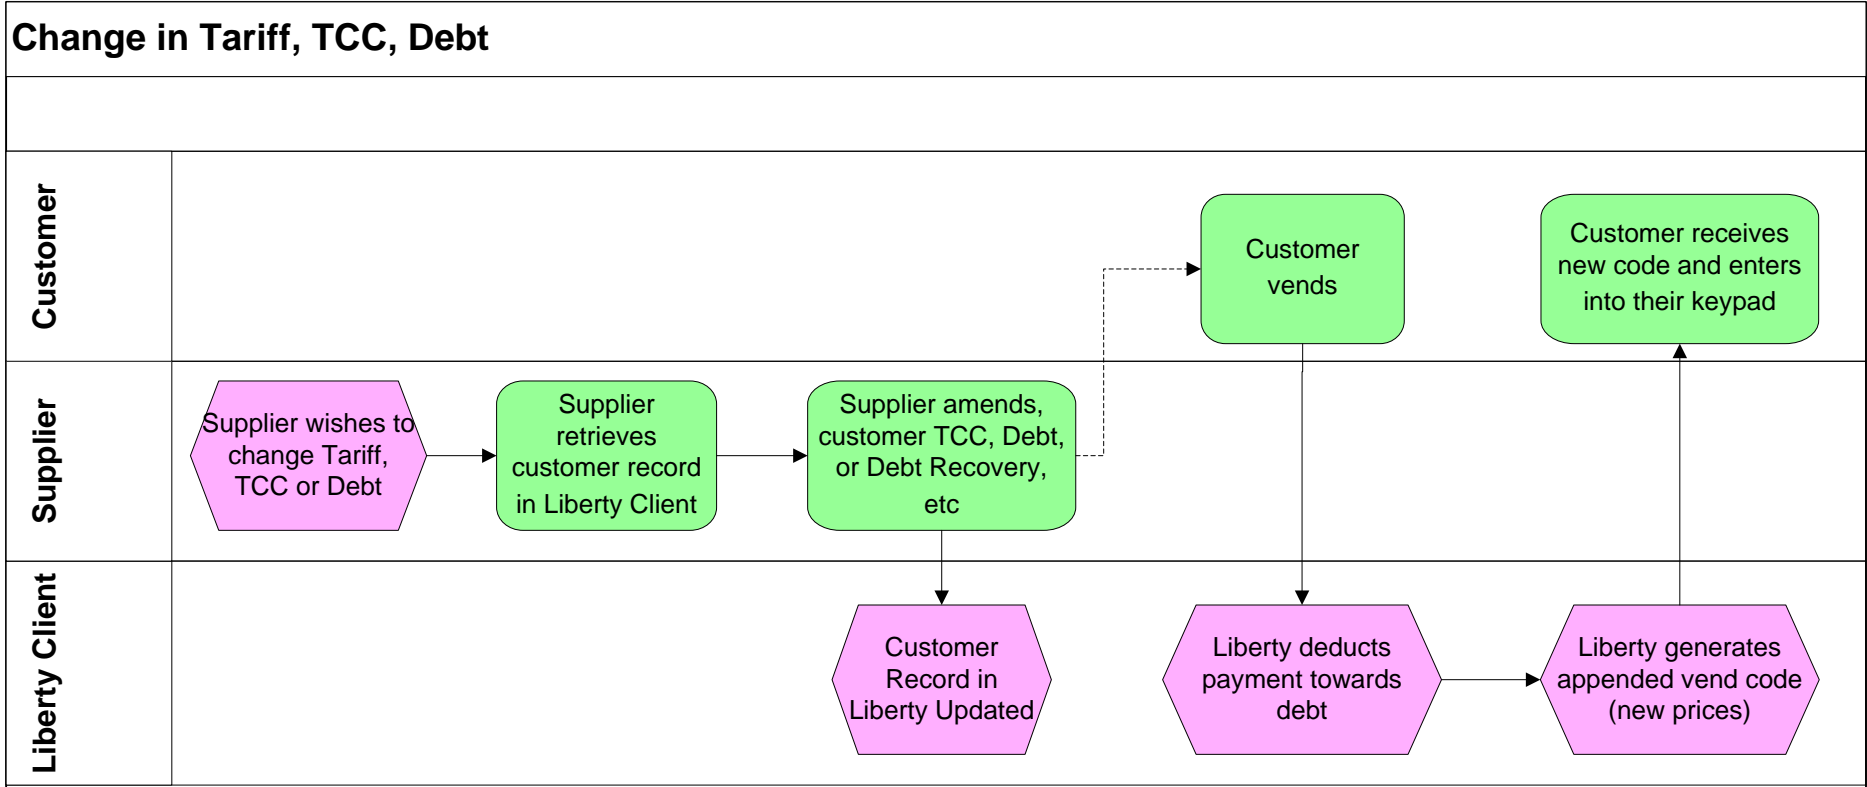 Change in Tariff, TCC, Debt
Customer
Customer
vends
Customer receives
new code and enters
into their keypad
Supplier
Supplier wishes to
change Tariff,
TCC or Debt
Supplier
retrieves
customer record
in Liberty Client
Supplier amends,
customer TCC, Debt,
or Debt Recovery,
etc
Liberty Client
Customer
Record in
Liberty Updated
Liberty deducts
payment towards
debt
Liberty generates
appended vend code
(new prices)